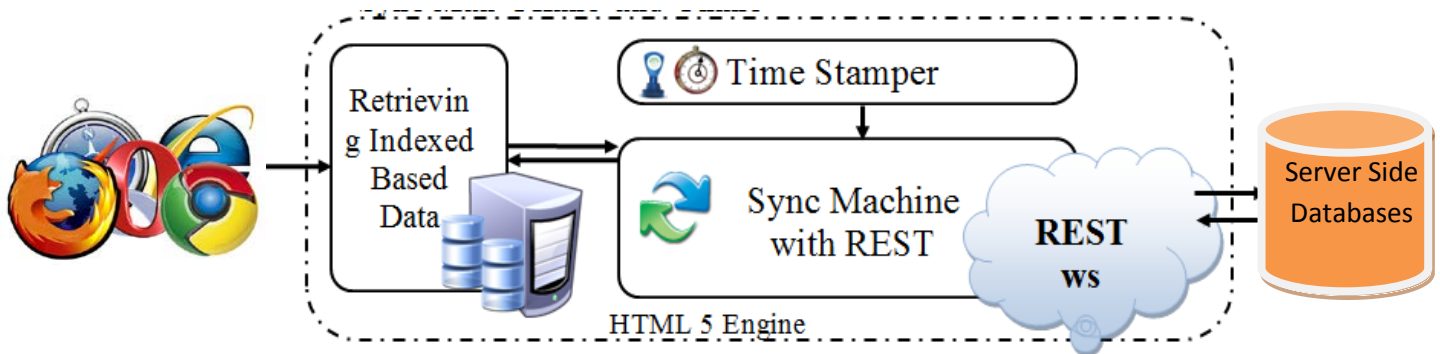 Time Stamper
Retrievin
g Indexed
Based
Data
Sync Machine
with REST
REST
ws
Server Side
Databases
HTML 5 Engine